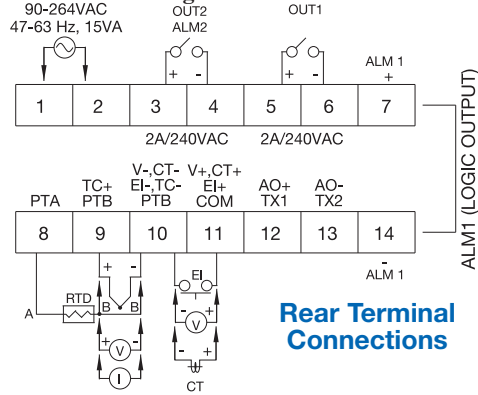 90-264VAC
47-63 Hz, 15VA
OUT2
ALM2
OUT1
ALM 1
+
+ -
+ -
1 2 3 4 5 6 7
2A/240VAC 2A/240VAC
ALM1 (LOGIC OUTPUT)
PTA
TC+
PTB
V-,CT-
EI-,TC-
PTB
V+,CT+
EI+
COM
AO+
TX1
AO-
TX2
8 9 10 11 12 13 14
-
ALM 1
+ -
EI
A RTD B B
- V +
+ V -
- +
I
CT
Rear Terminal
Connections